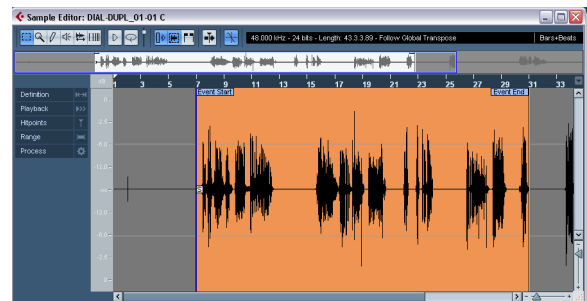 Sample Editor: DIAL-DUPL_01-01 C
48.000 kHz - 24 bits - Length: 43.3.3.89 - Follow Global Transpose
Bars+Beats
dB 1 3 5 7 9 11 13 15 17 19 21 23 25 27 29 31 33
Event Start Event End
Definition
Playback
Hitpoints
Range
Process
0
-6.0
-12.0
-oo
-12.0
-6.0
0
S